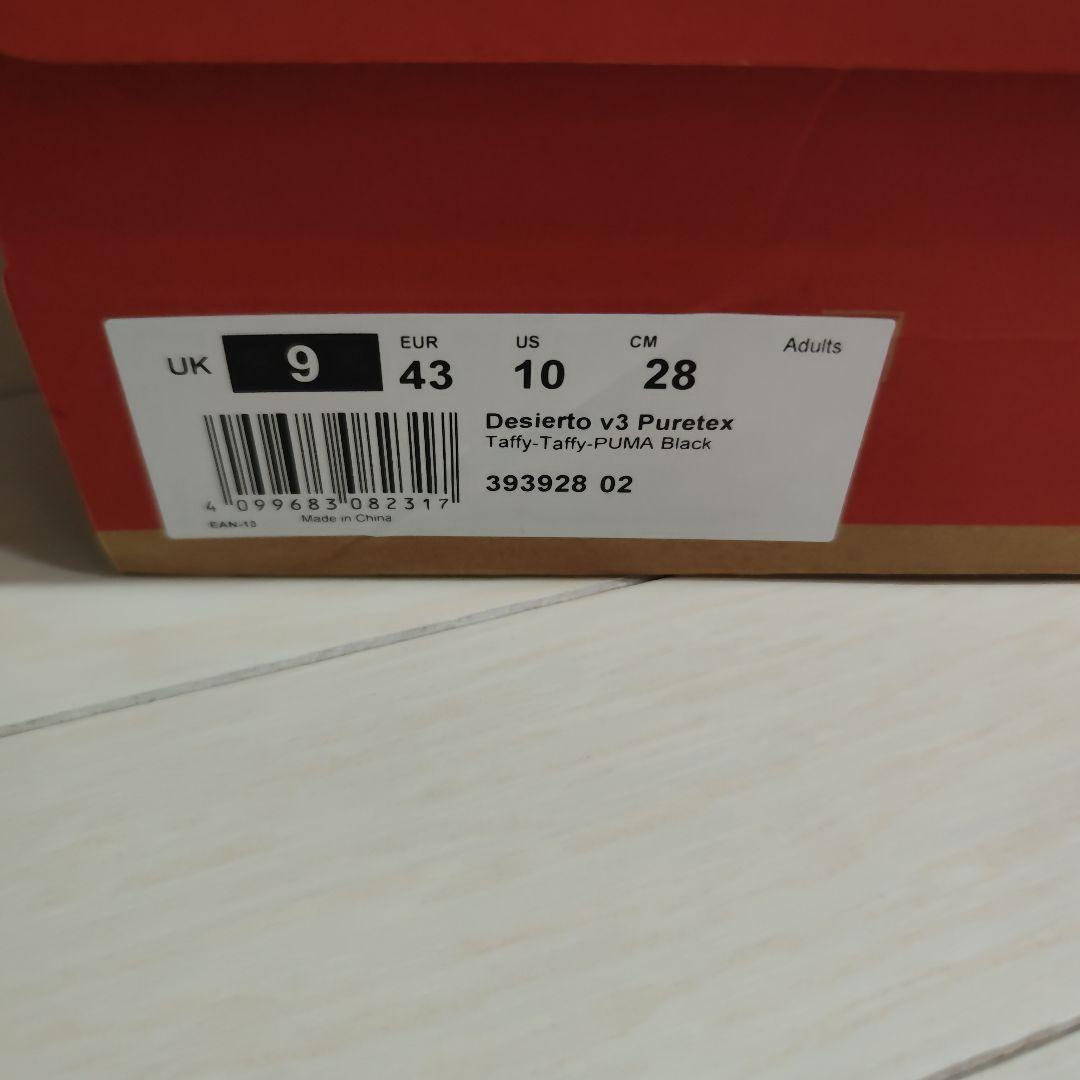 UK 9 EUR 43 US 10 CM 28 Adults
Desierto v3 Puretex
Taffy-Taffy-PUMA Black
393928 02
4 099683 082317
EAN-13 Made in China